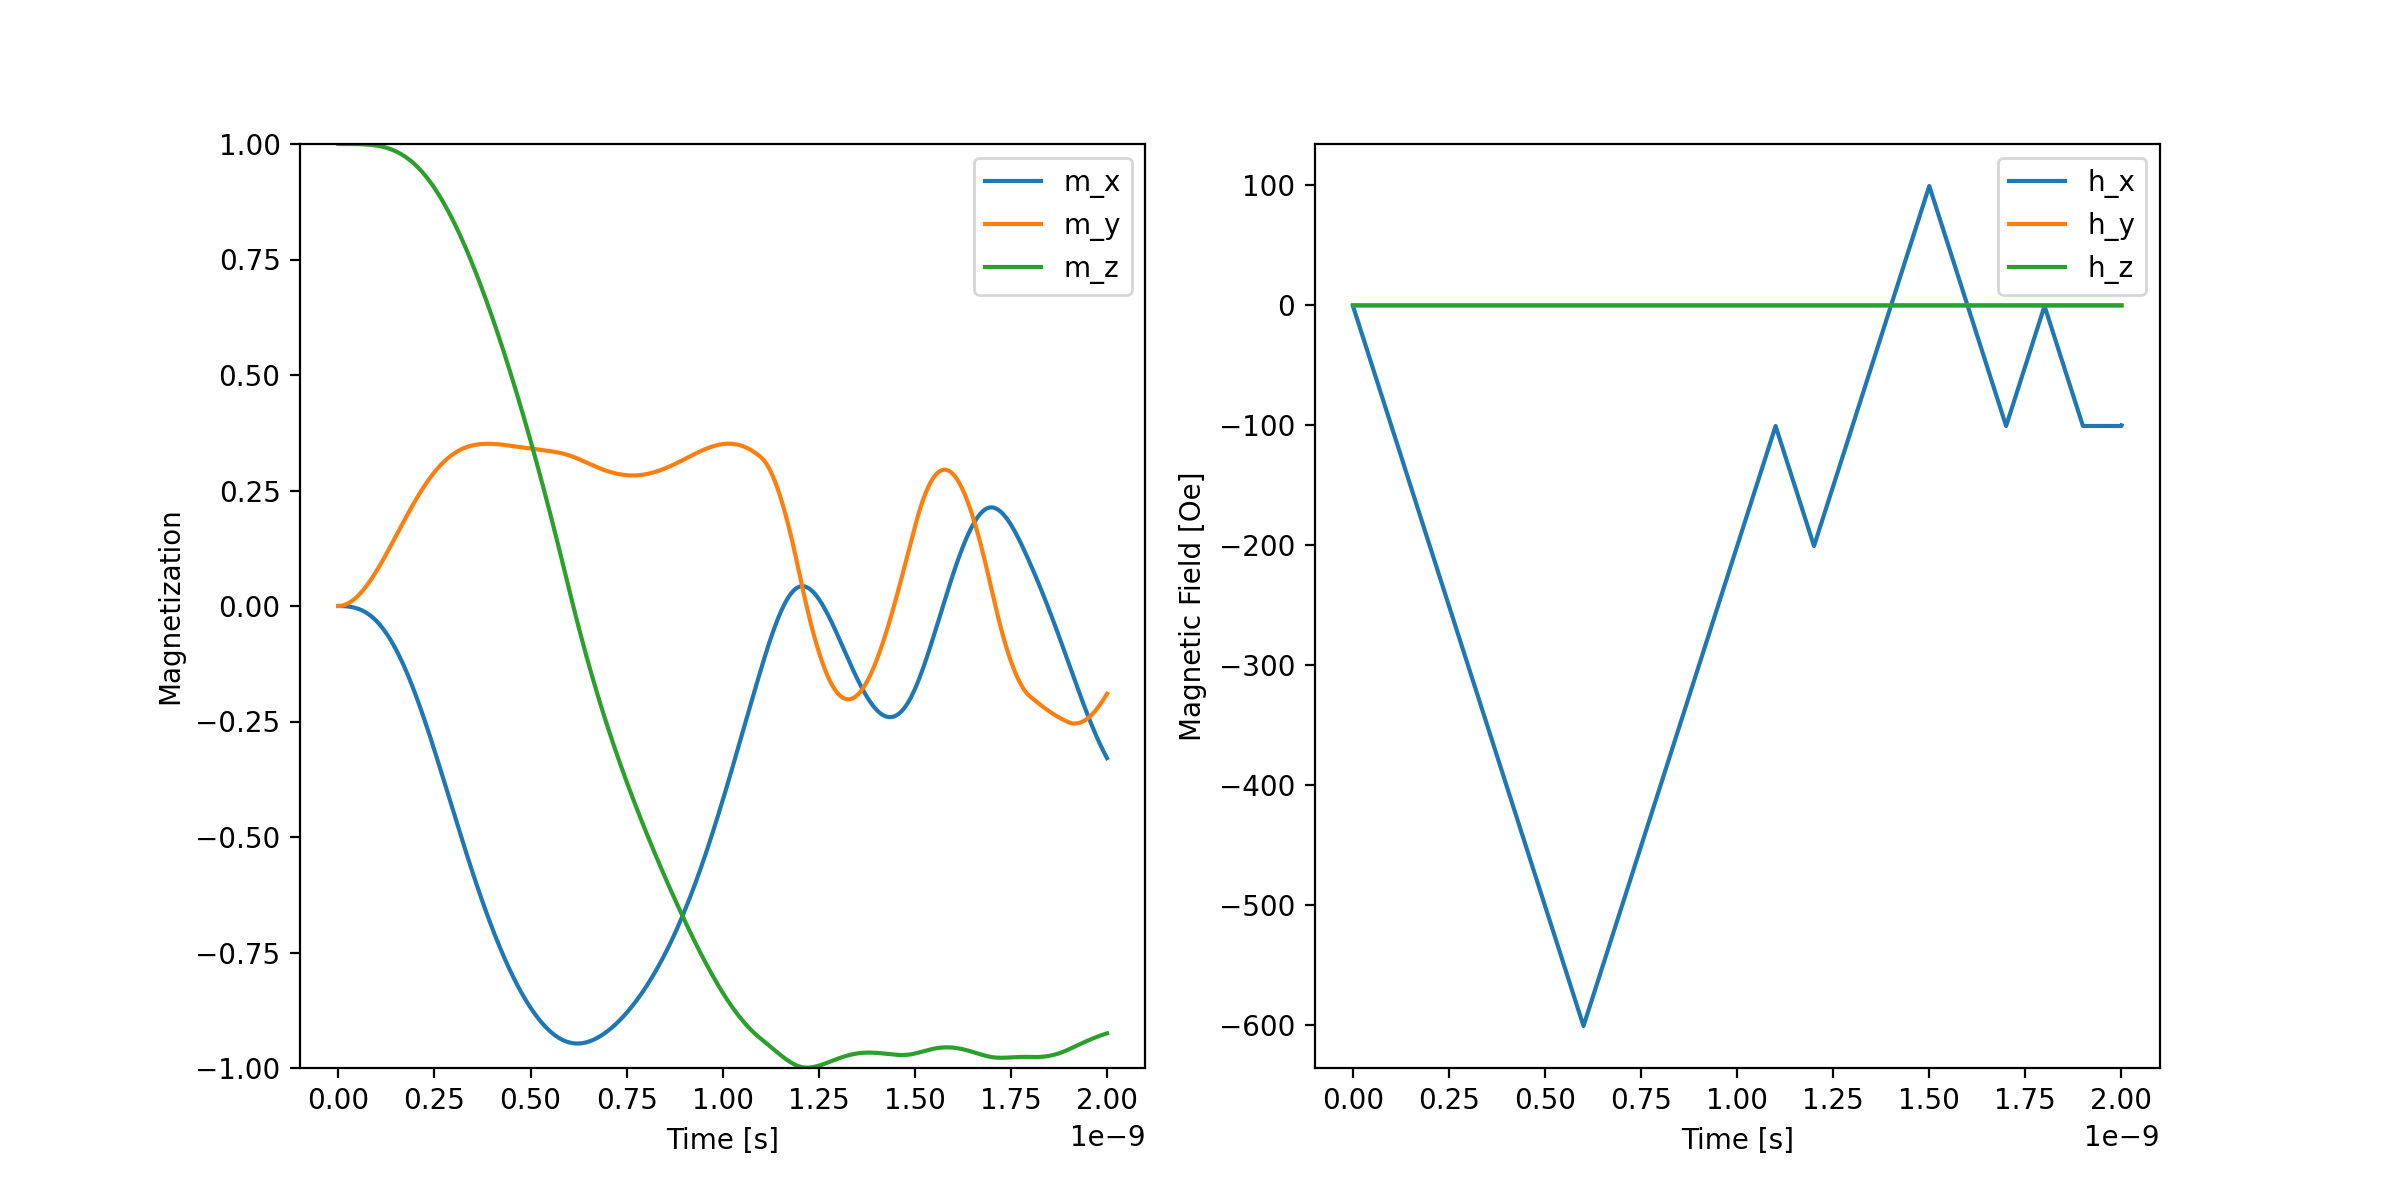 Magnetization
1.00
0.75
0.50
0.25
0.00
−0.25
−0.50
−0.75
−1.00
0.00 0.25 0.50 0.75 1.00 1.25 1.50 1.75 2.00
1e−9
Time [s]
m_x
m_y
m_z
Magnetic Field [Oe]
100
0
−100
−200
−300
−400
−500
−600
0.00 0.25 0.50 0.75 1.00 1.25 1.50 1.75 2.00
1e−9
Time [s]
h_x
h_y
h_z